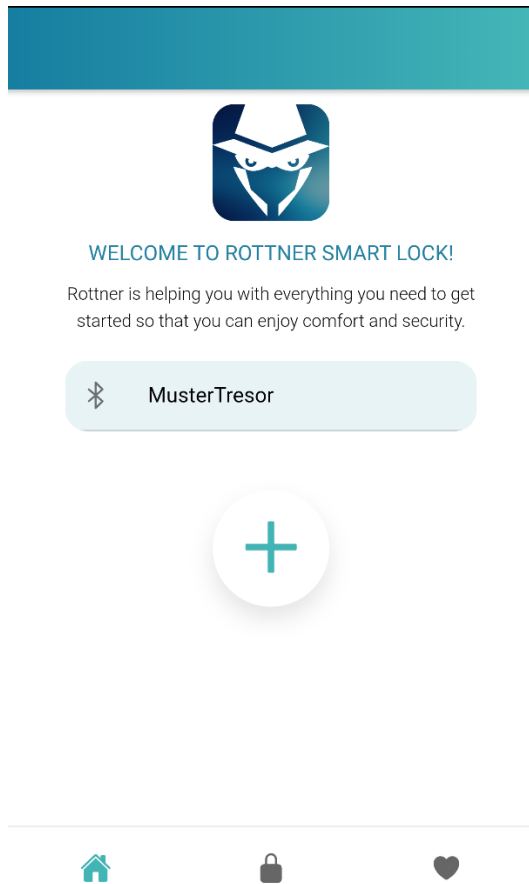 WELCOME TO ROTTNER SMART LOCK!
Rottner is helping you with everything you need to get
started so that you can enjoy comfort and security.
MusterTresor